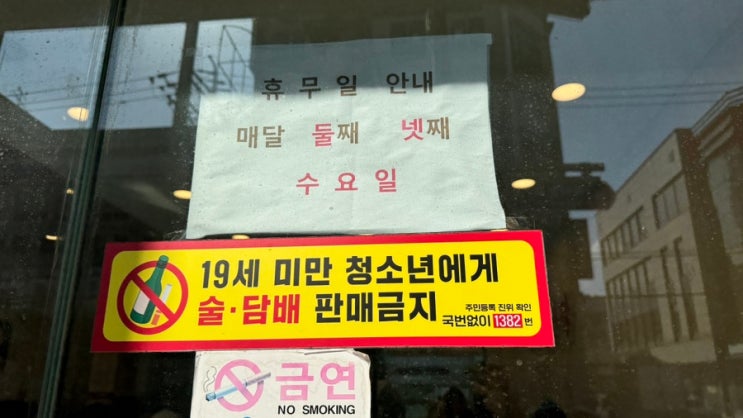 휴무일 안내
매달 둘째 넷째
수요일
19세 미만 청소년에게
술·담배 판매금지
주민등록 진위 확인
국번없이 1382번
금연
NO SMOKING